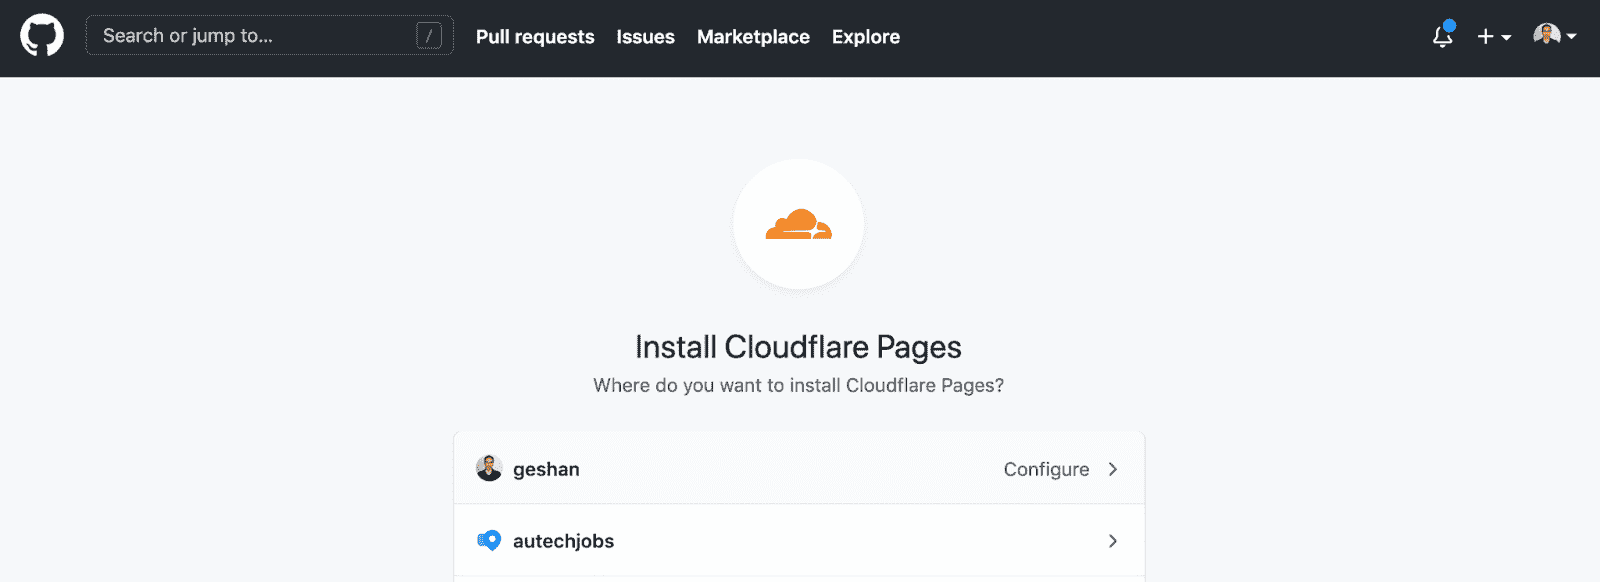 Search or jump to... / Pull requests Issues Marketplace Explore
Install Cloudflare Pages
Where do you want to install Cloudflare Pages?
geshan Configure
autechjobs